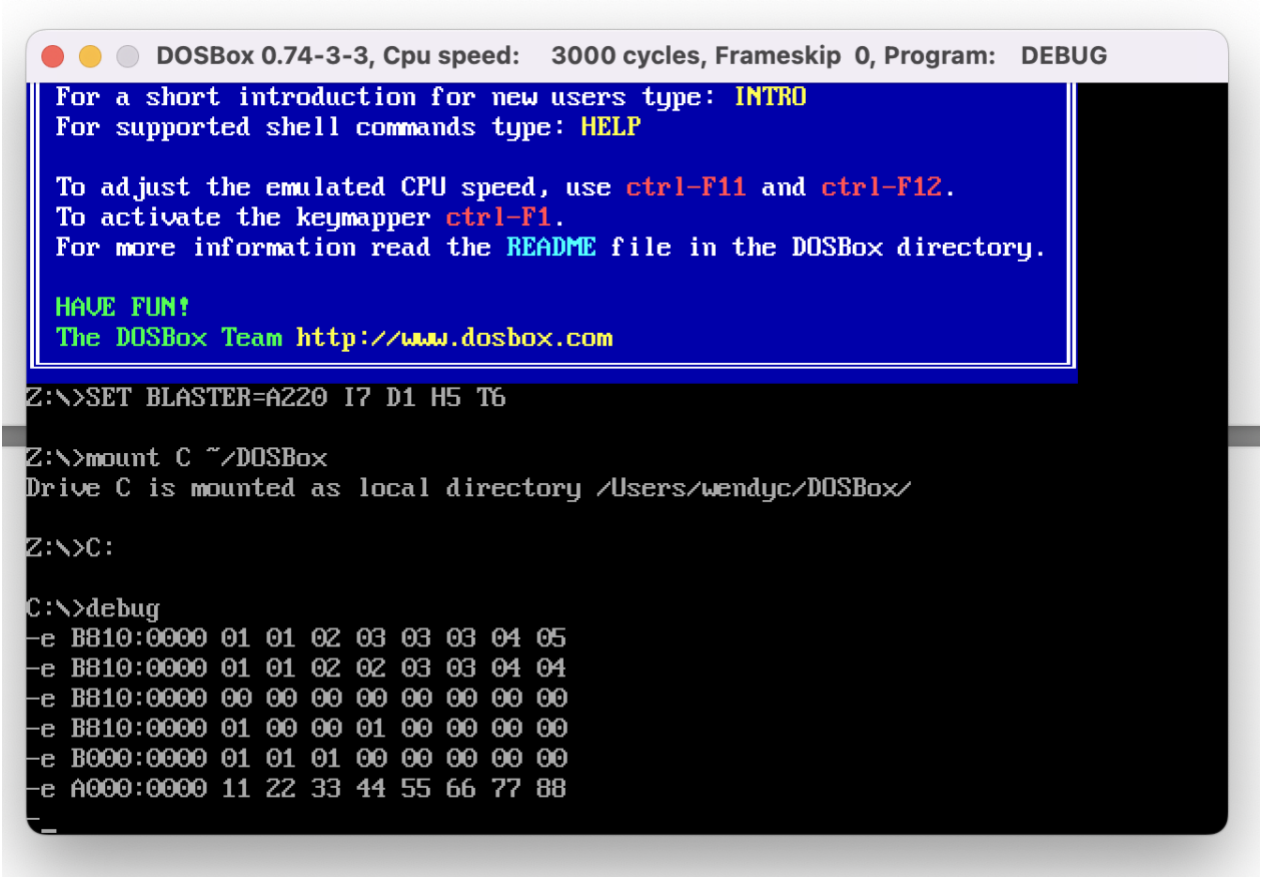 DOSBox 0.74-3-3, Cpu speed: 3000 cycles, Frameskip 0, Program: DEBUG
For a short introduction for new users type: INTRO
For supported shell commands type: HELP
To adjust the emulated CPU speed, use ctrl-F11 and ctrl-F12.
To activate the keymapper ctrl-F1.
For more information read the README file in the DOSBox directory.
HAVE FUN!
The DOSBox Team http://www.dosbox.com
Z:\>SET BLASTER=A220 I7 D1 H5 T6
Z:\>mount C ~/DOSBox
Drive C is mounted as local directory /Users/wendyc/DOSBox/
Z:\>C:
C:\>debug
-e B810:0000 01 01 02 03 03 03 04 05
-e B810:0000 01 01 02 02 03 03 04 04
-e B810:0000 00 00 00 00 00 00 00 00
-e B810:0000 01 00 00 01 00 00 00 00
-e B000:0000 01 01 01 00 00 00 00 00
-e A000:0000 11 22 33 44 55 66 77 88
-_